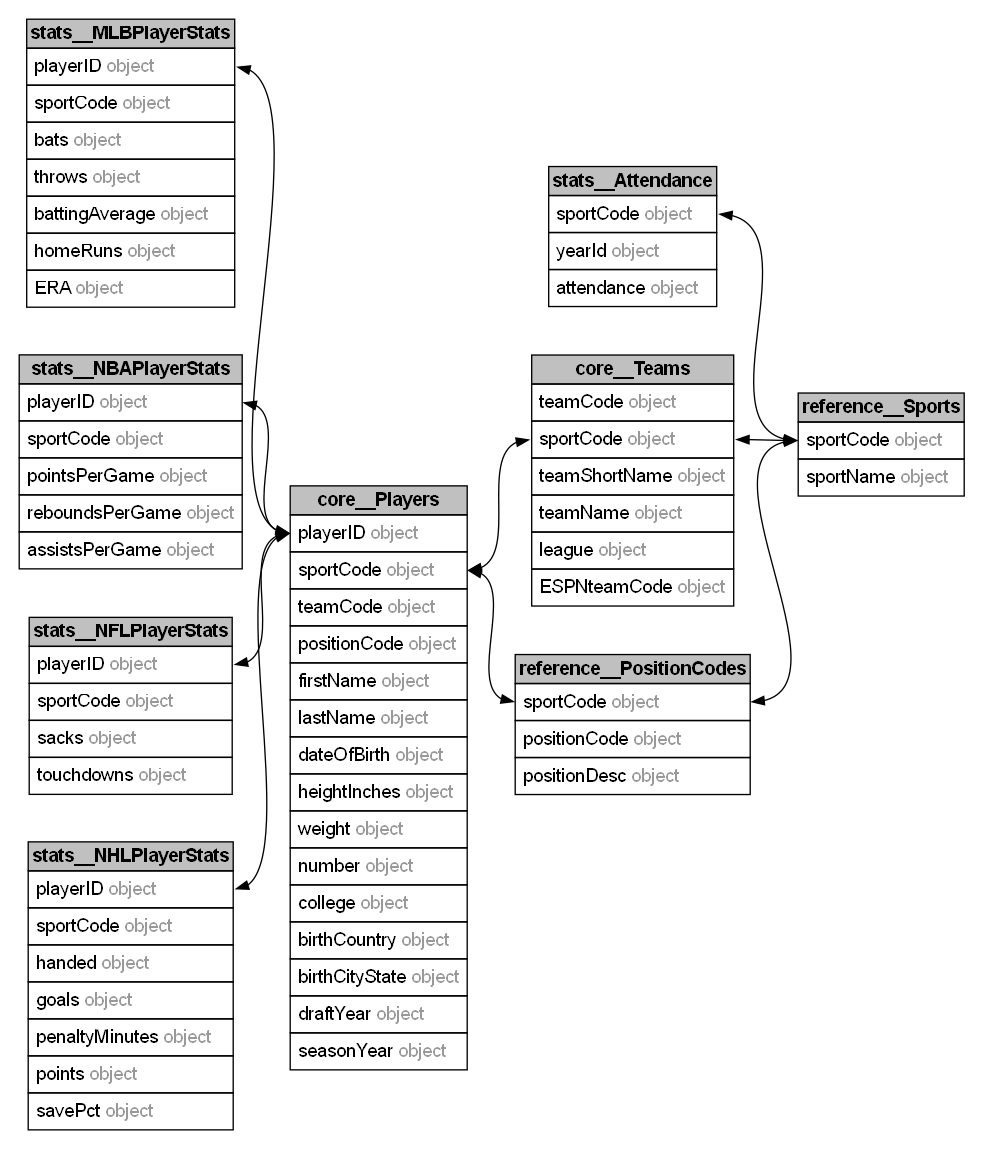 stats__MLBPlayerStats
playerID object
sportCode object
bats object
throws object
battingAverage object
homeRuns object
ERA object
stats__NBAPlayerStats
playerID object
sportCode object
pointsPerGame object
reboundsPerGame object
assistsPerGame object
stats__NFLPlayerStats
playerID object
sportCode object
sacks object
touchdowns object
stats__NHLPlayerStats
playerID object
sportCode object
handed object
goals object
penaltyMinutes object
points object
savePct object
core__Players
playerID object
sportCode object
teamCode object
positionCode object
firstName object
lastName object
dateOfBirth object
heightInches object
weight object
number object
college object
birthCountry object
birthCityState object
draftYear object
seasonYear object
stats__Attendance
sportCode object
yearId object
attendance object
core__Teams
teamCode object
sportCode object
teamShortName object
teamName object
league object
ESPNteamCode object
reference__PositionCodes
sportCode object
positionCode object
positionDesc object
reference__Sports
sportCode object
sportName object